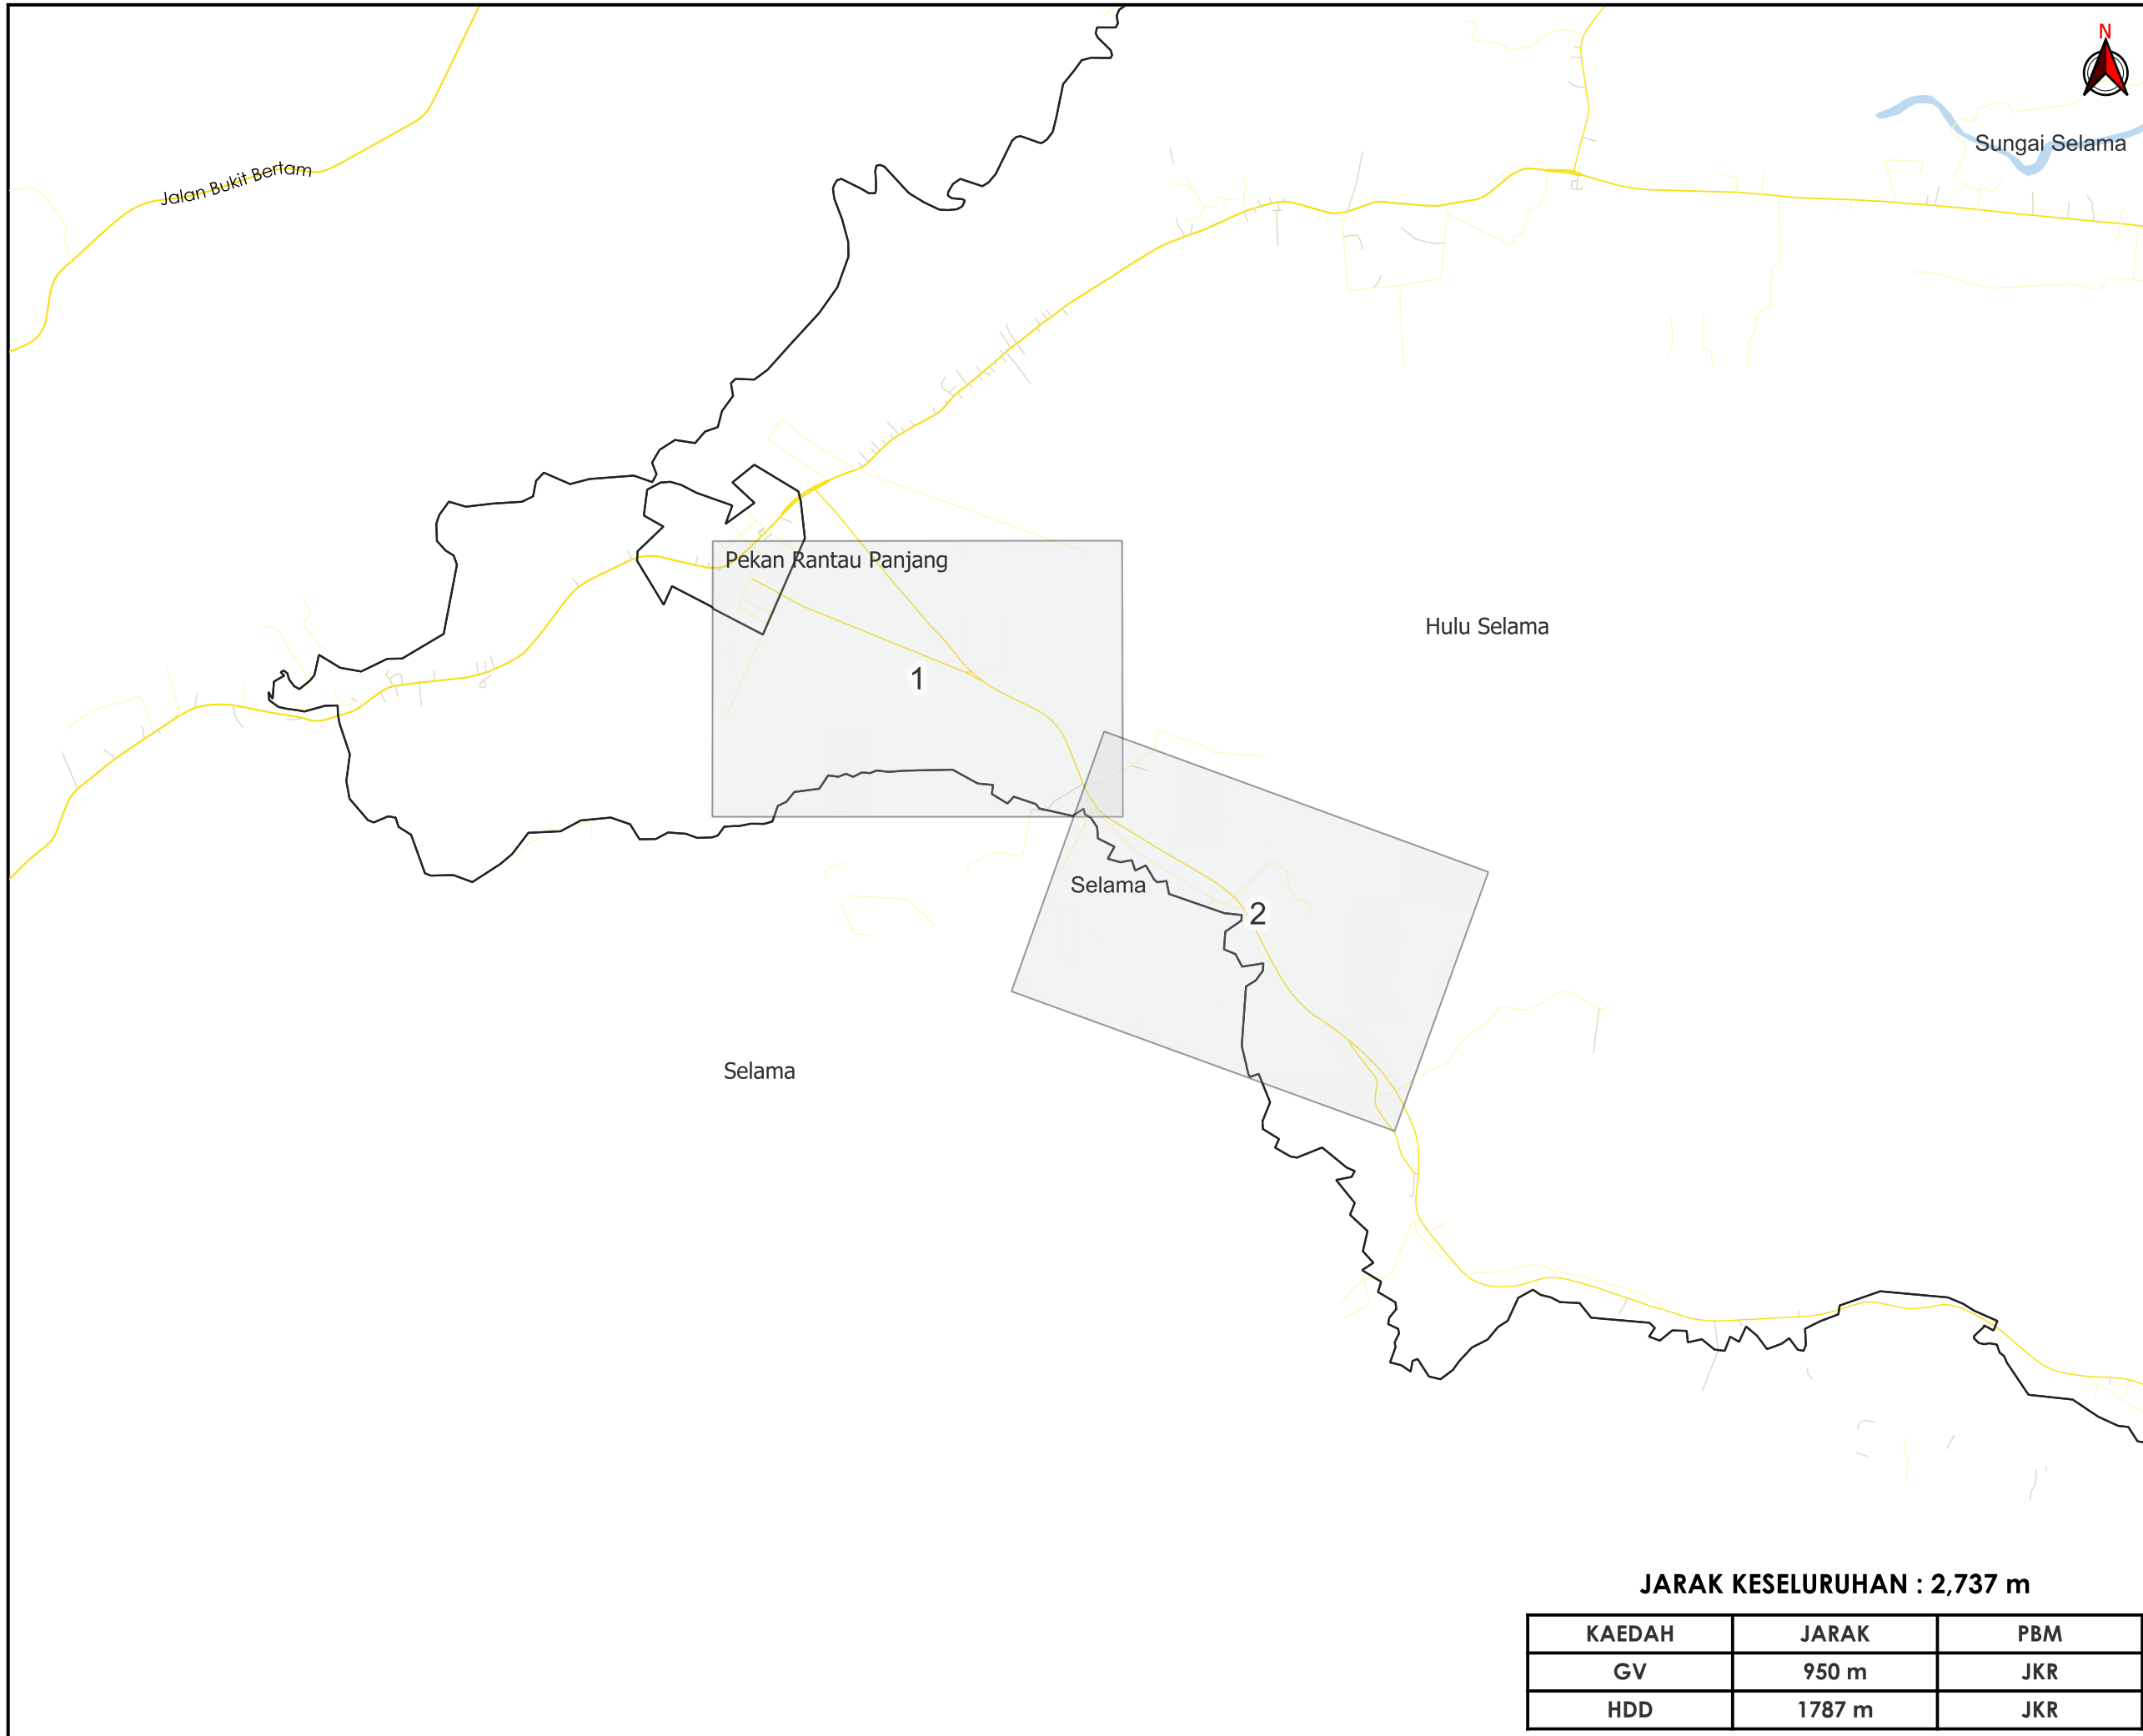 N
Sungai Selama
Jalan Bukit Bertam
Pekan Rantau Panjang
Hulu Selama
1
Selama
2
Selama
JARAK KESELURUHAN : 2,737 m
KAEDAH JARAK PBM
GV 950 m JKR
HDD 1787 m JKR